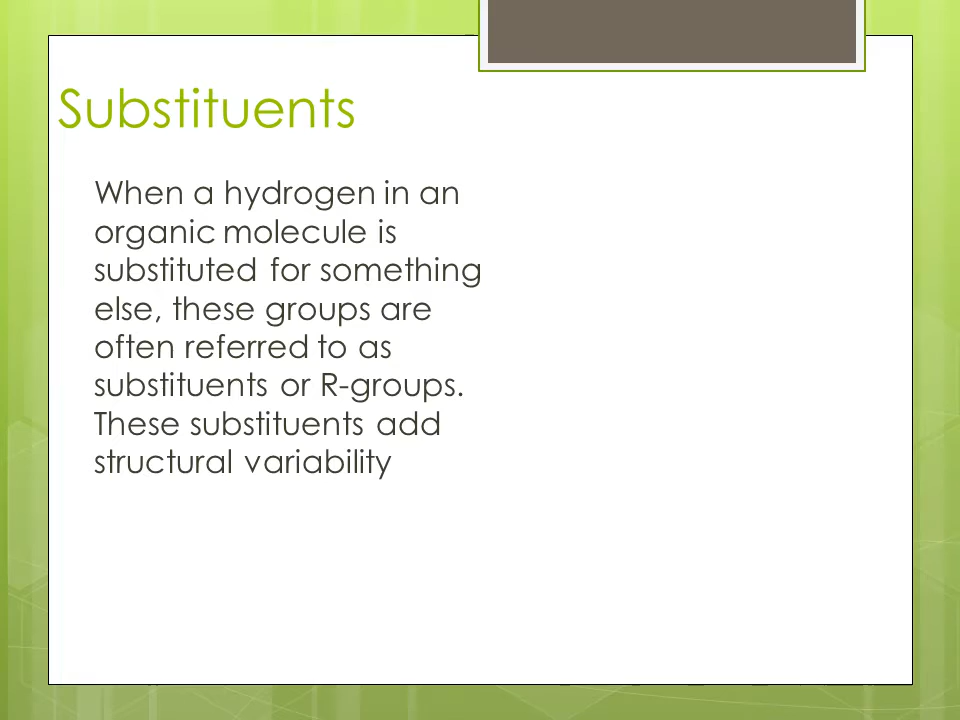 Substituents
When a hydrogen in an
organic molecule is
substituted for something
else, these groups are
often referred to as
substituents or R-groups.
These substituents add
structural variability